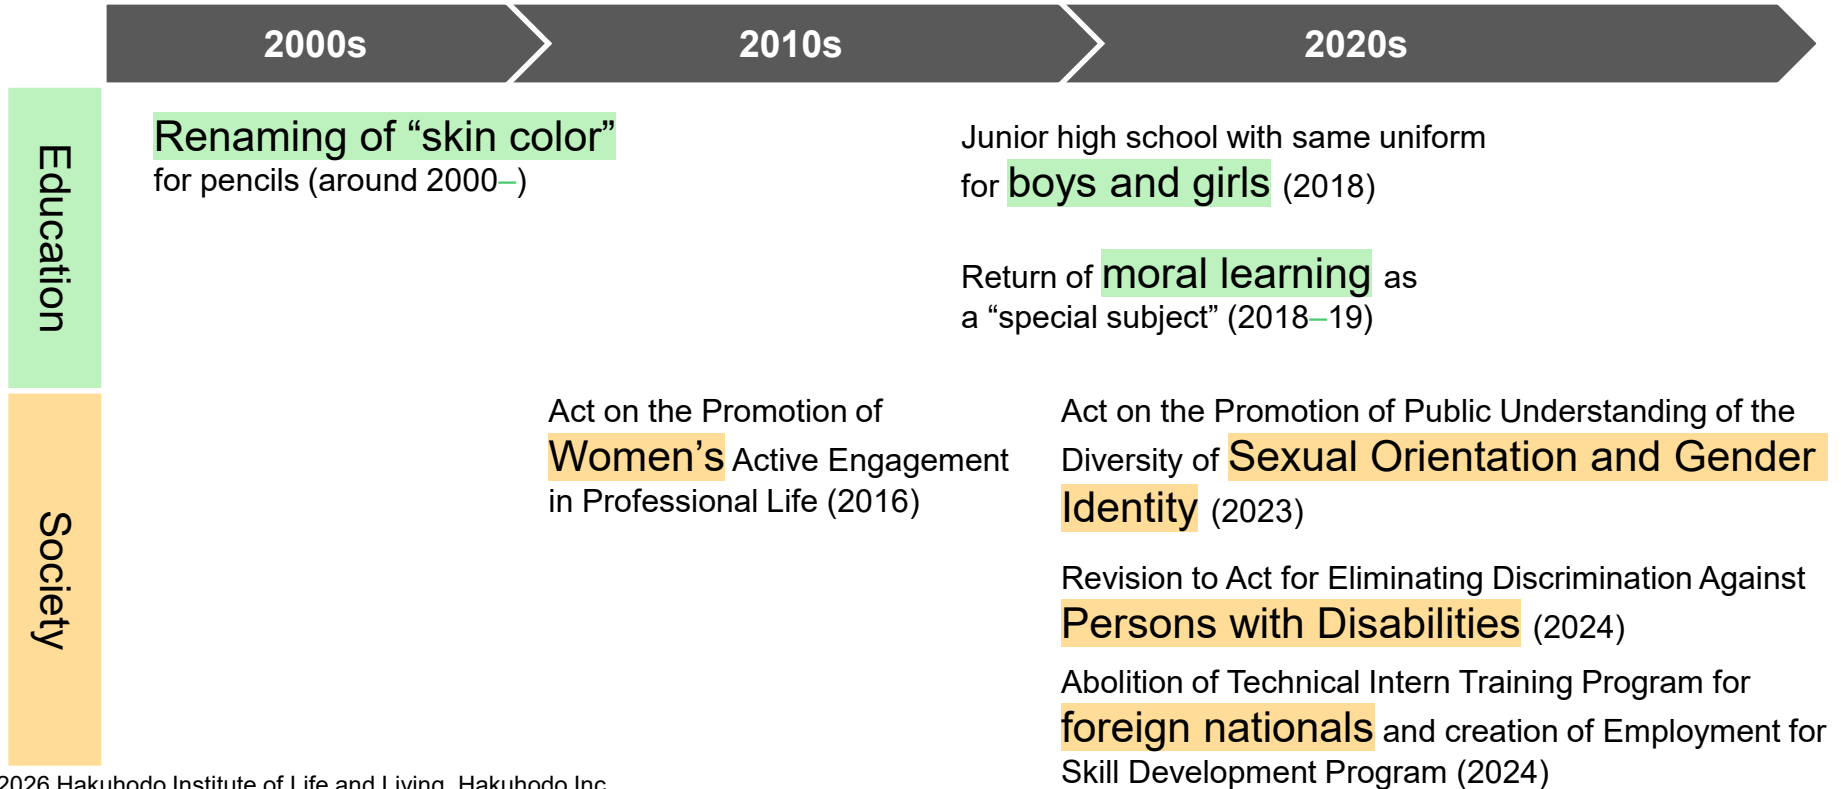 2000s
2010s
2020s
Education
Renaming of “skin color”
for pencils (around 2000–)
Junior high school with same uniform
for boys and girls (2018)
Return of moral learning as
a “special subject” (2018–19)
Society
Act on the Promotion of
Women’s Active Engagement
in Professional Life (2016)
Act on the Promotion of Public Understanding of the
Diversity of Sexual Orientation and Gender
Identity (2023)
Revision to Act for Eliminating Discrimination Against
Persons with Disabilities (2024)
Abolition of Technical Intern Training Program for
foreign nationals and creation of Employment for
Skill Development Program (2024)
2026 Hakuhodo Institute of Life and Living, Hakuhodo Inc.